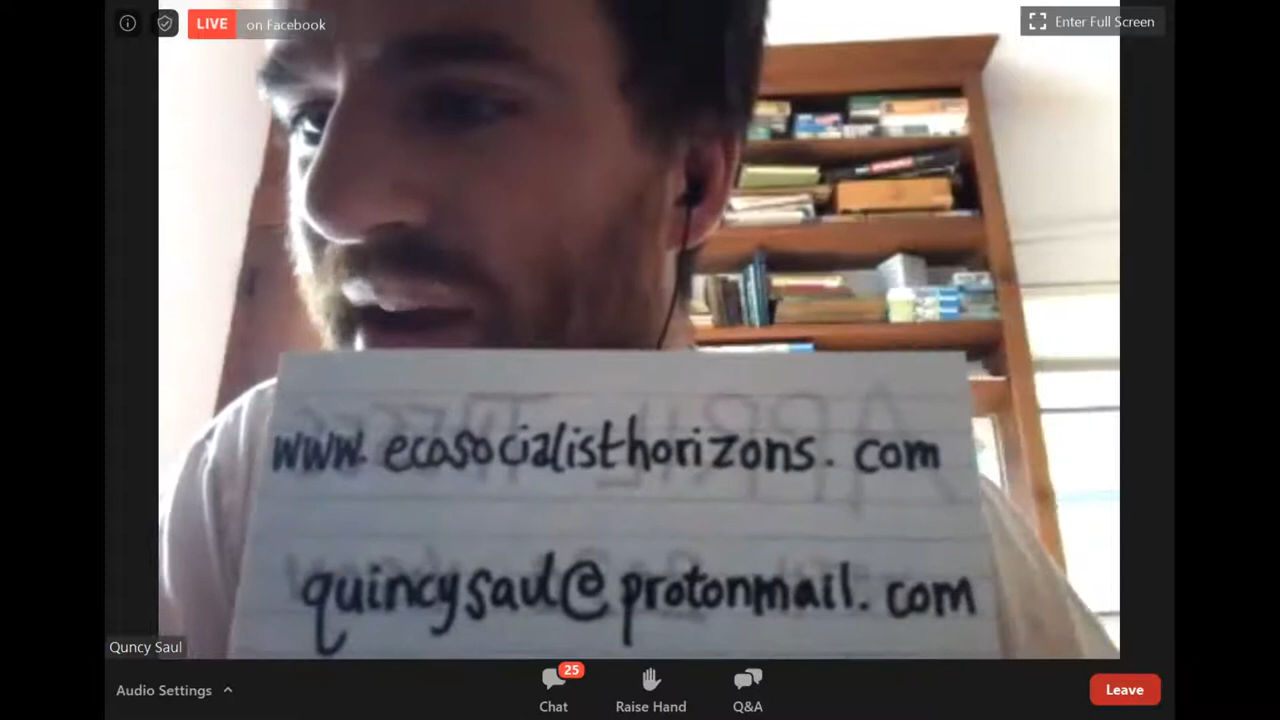 LIVE on Facebook
Enter Full Screen
www.ecosocialisthorizons.com
quincysaul@protonmail.com
Quncy Saul
Audio Settings
25
Chat
Raise Hand
Q&A
Leave